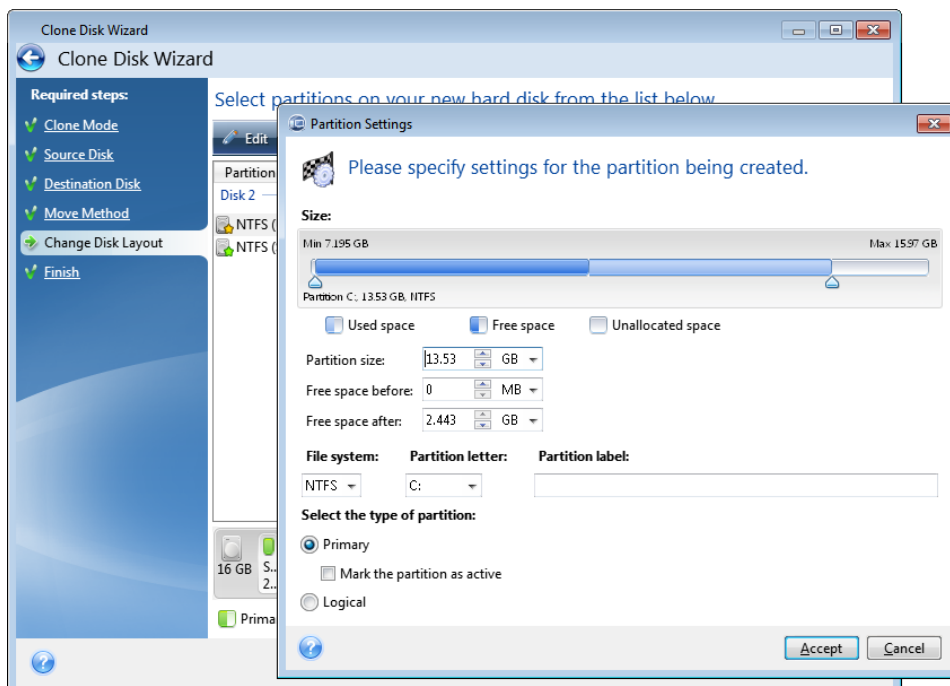 Clone Disk Wizard
Clone Disk Wizard
Required steps:
Clone Mode
Source Disk
Destination Disk
Move Method
Change Disk Layout
Finish
Select partitions on your new hard disk from the list below
Edit
Partition
Disk 2
NTFS (
NTFS (
16 GB
S..
2..
Prima
Partition Settings
Please specify settings for the partition being created.
Size:
Min 7.195 GB Max 15.97 GB
Partition C:, 13.53 GB, NTFS
Used space Free space Unallocated space
Partition size: 13.53 GB
Free space before: 0 MB
Free space after: 2.443 GB
File system: Partition letter: Partition label:
NTFS C:
Select the type of partition:
Primary
Mark the partition as active
Logical
Accept Cancel